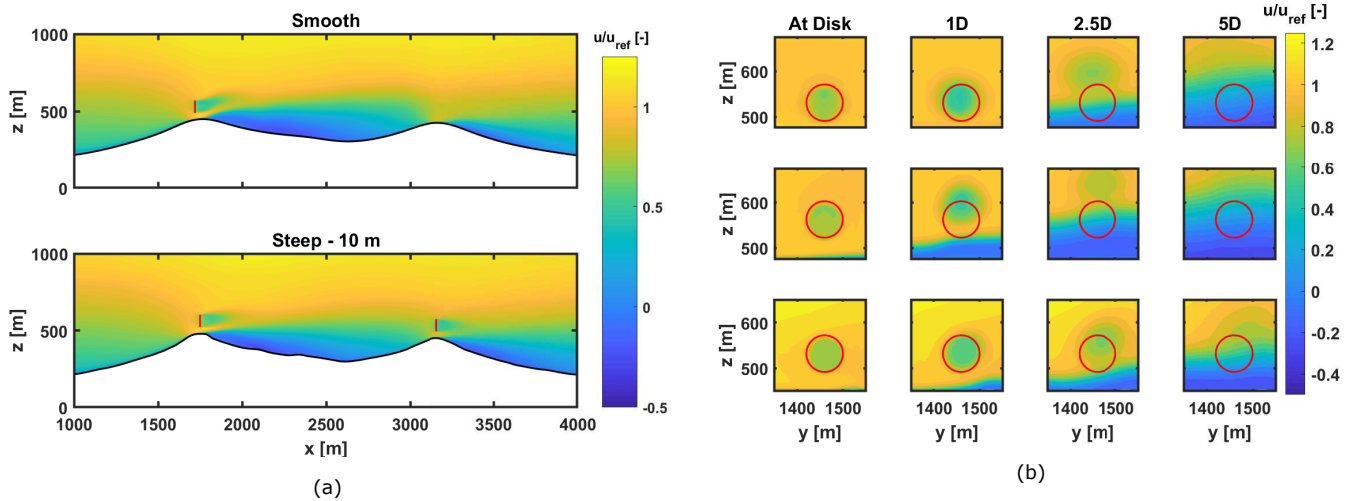 Smooth
u/u_ref [-]
1000
500
0
z [m]
1
0.5
0
-0.5
Steep - 10 m
1000
500
0
z [m]
1000 1500 2000 2500 3000 3500 4000
x [m]
(a)
At Disk 1D 2.5D 5D
u/u_ref [-]
z [m]
600
500
z [m]
600
500
z [m]
600
500
1400 1500 1400 1500 1400 1500 1400 1500
y [m] y [m] y [m] y [m]
1.2
1
0.8
0.6
0.4
0.2
0
-0.2
-0.4
(b)